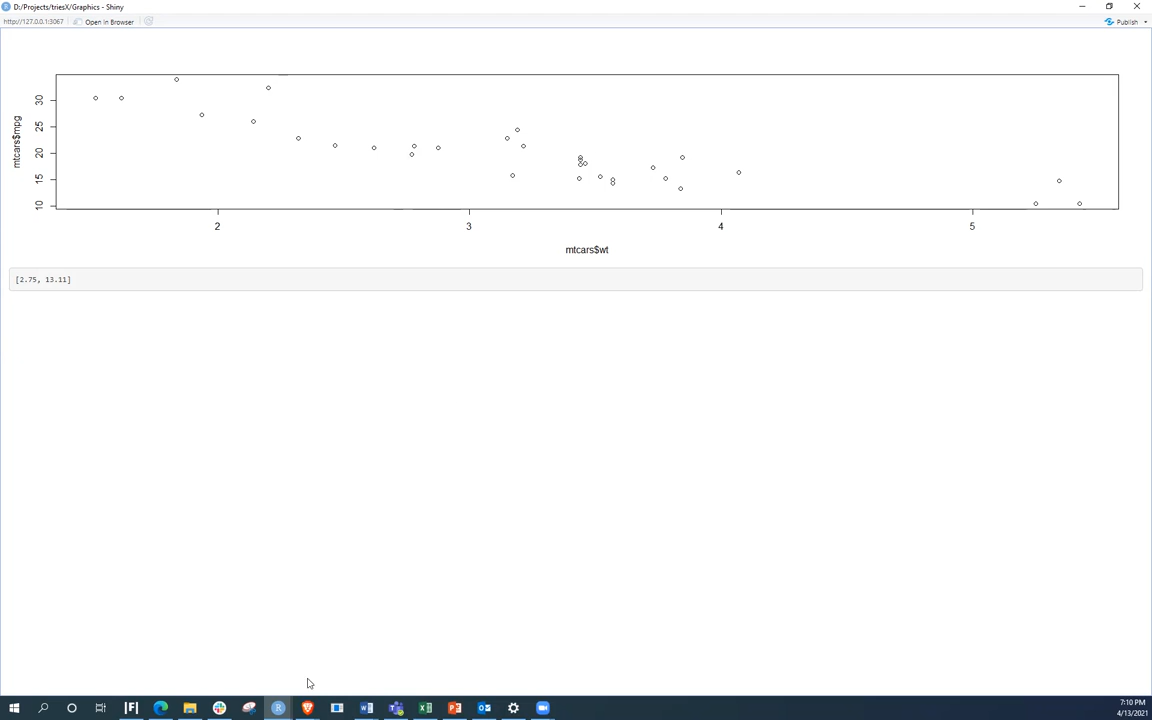 D:/Projects/triesX/Graphics - Shiny
http://127.0.0.1:3067 Open in Browser Publish
mtcars$mpg
30
25
20
15
10
2 3 4 5
mtcars$wt
[2.75, 13.11]
7:10 PM
4/13/2021